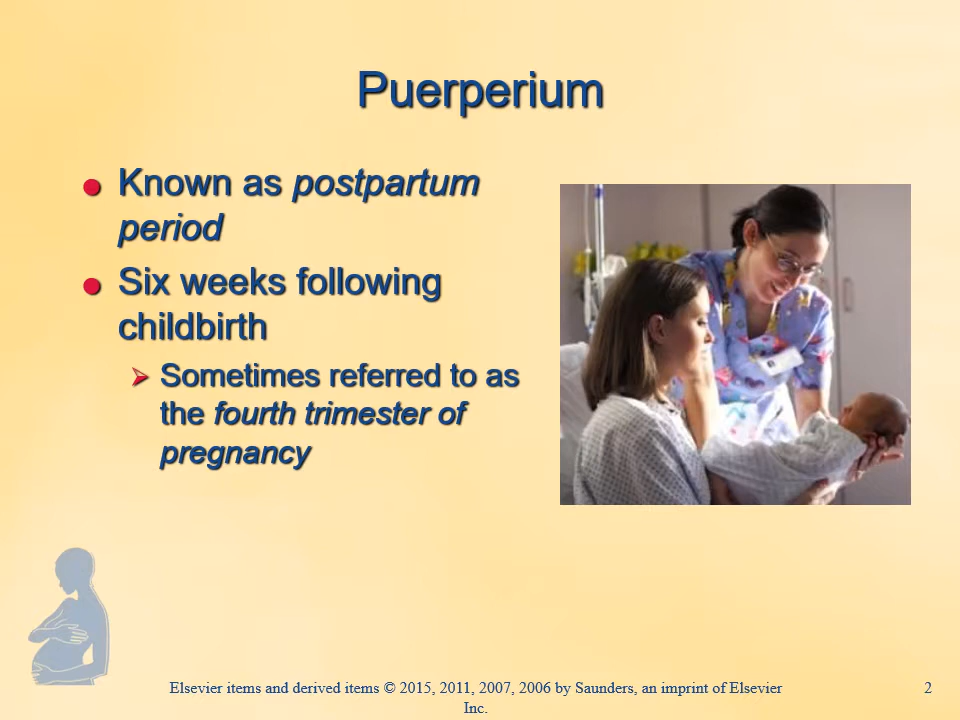 Puerperium
Known as postpartum
period
Six weeks following
childbirth
Sometimes referred to as
the fourth trimester of
pregnancy
Elsevier items and derived items © 2015, 2011, 2007, 2006 by Saunders, an imprint of Elsevier
Inc.
2